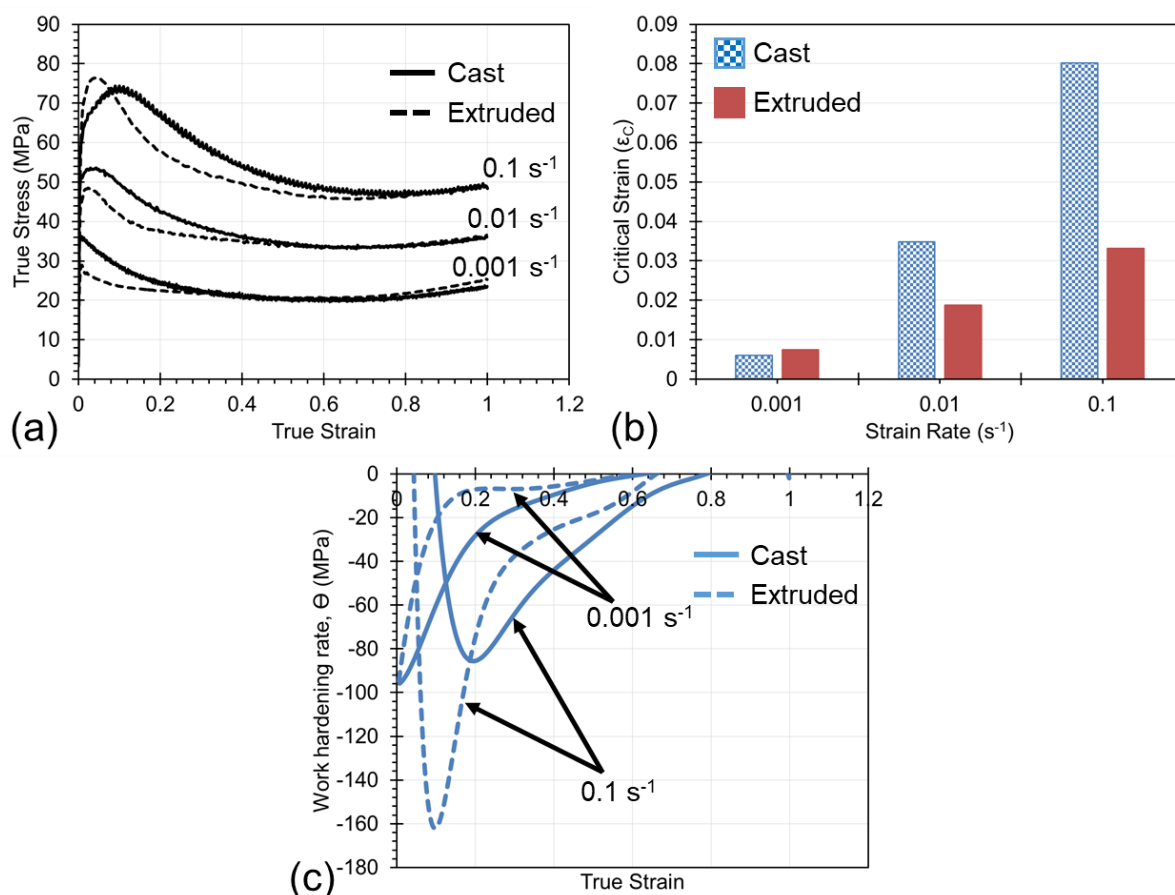 90
80
70
60
50
40
30
20
10
0
True Stress (MPa)
Cast
Extruded
0.1 s-1
0.01 s-1
0.001 s-1
0 0.2 0.4 0.6 0.8 1 1.2
True Strain
(a)
0.09
0.08
0.07
0.06
0.05
0.04
0.03
0.02
0.01
0
Critical Strain (εC)
Cast
Extruded
0.001 0.01 0.1
Strain Rate (s-1)
(b)
0
-20
-40
-60
-80
-100
-120
-140
-160
-180
Work hardening rate, Ө (MPa)
0 0.2 0.4 0.6 0.8 1 1.2
Cast
Extruded
0.001 s-1
0.1 s-1
True Strain
(c)